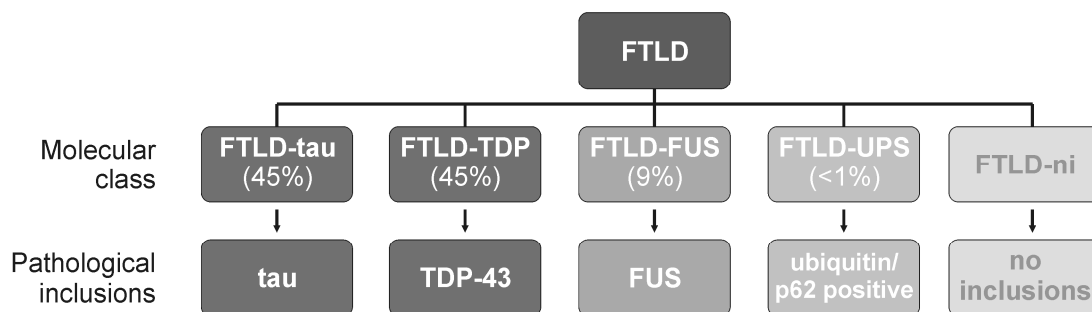 FTLD
Molecular
class
FTLD-tau
(45%)
FTLD-TDP
(45%)
FTLD-FUS
(9%)
FTLD-UPS
(<1%)
FTLD-ni
Pathological
inclusions
tau
TDP-43
FUS
ubiquitin/
p62 positive
no
inclusions